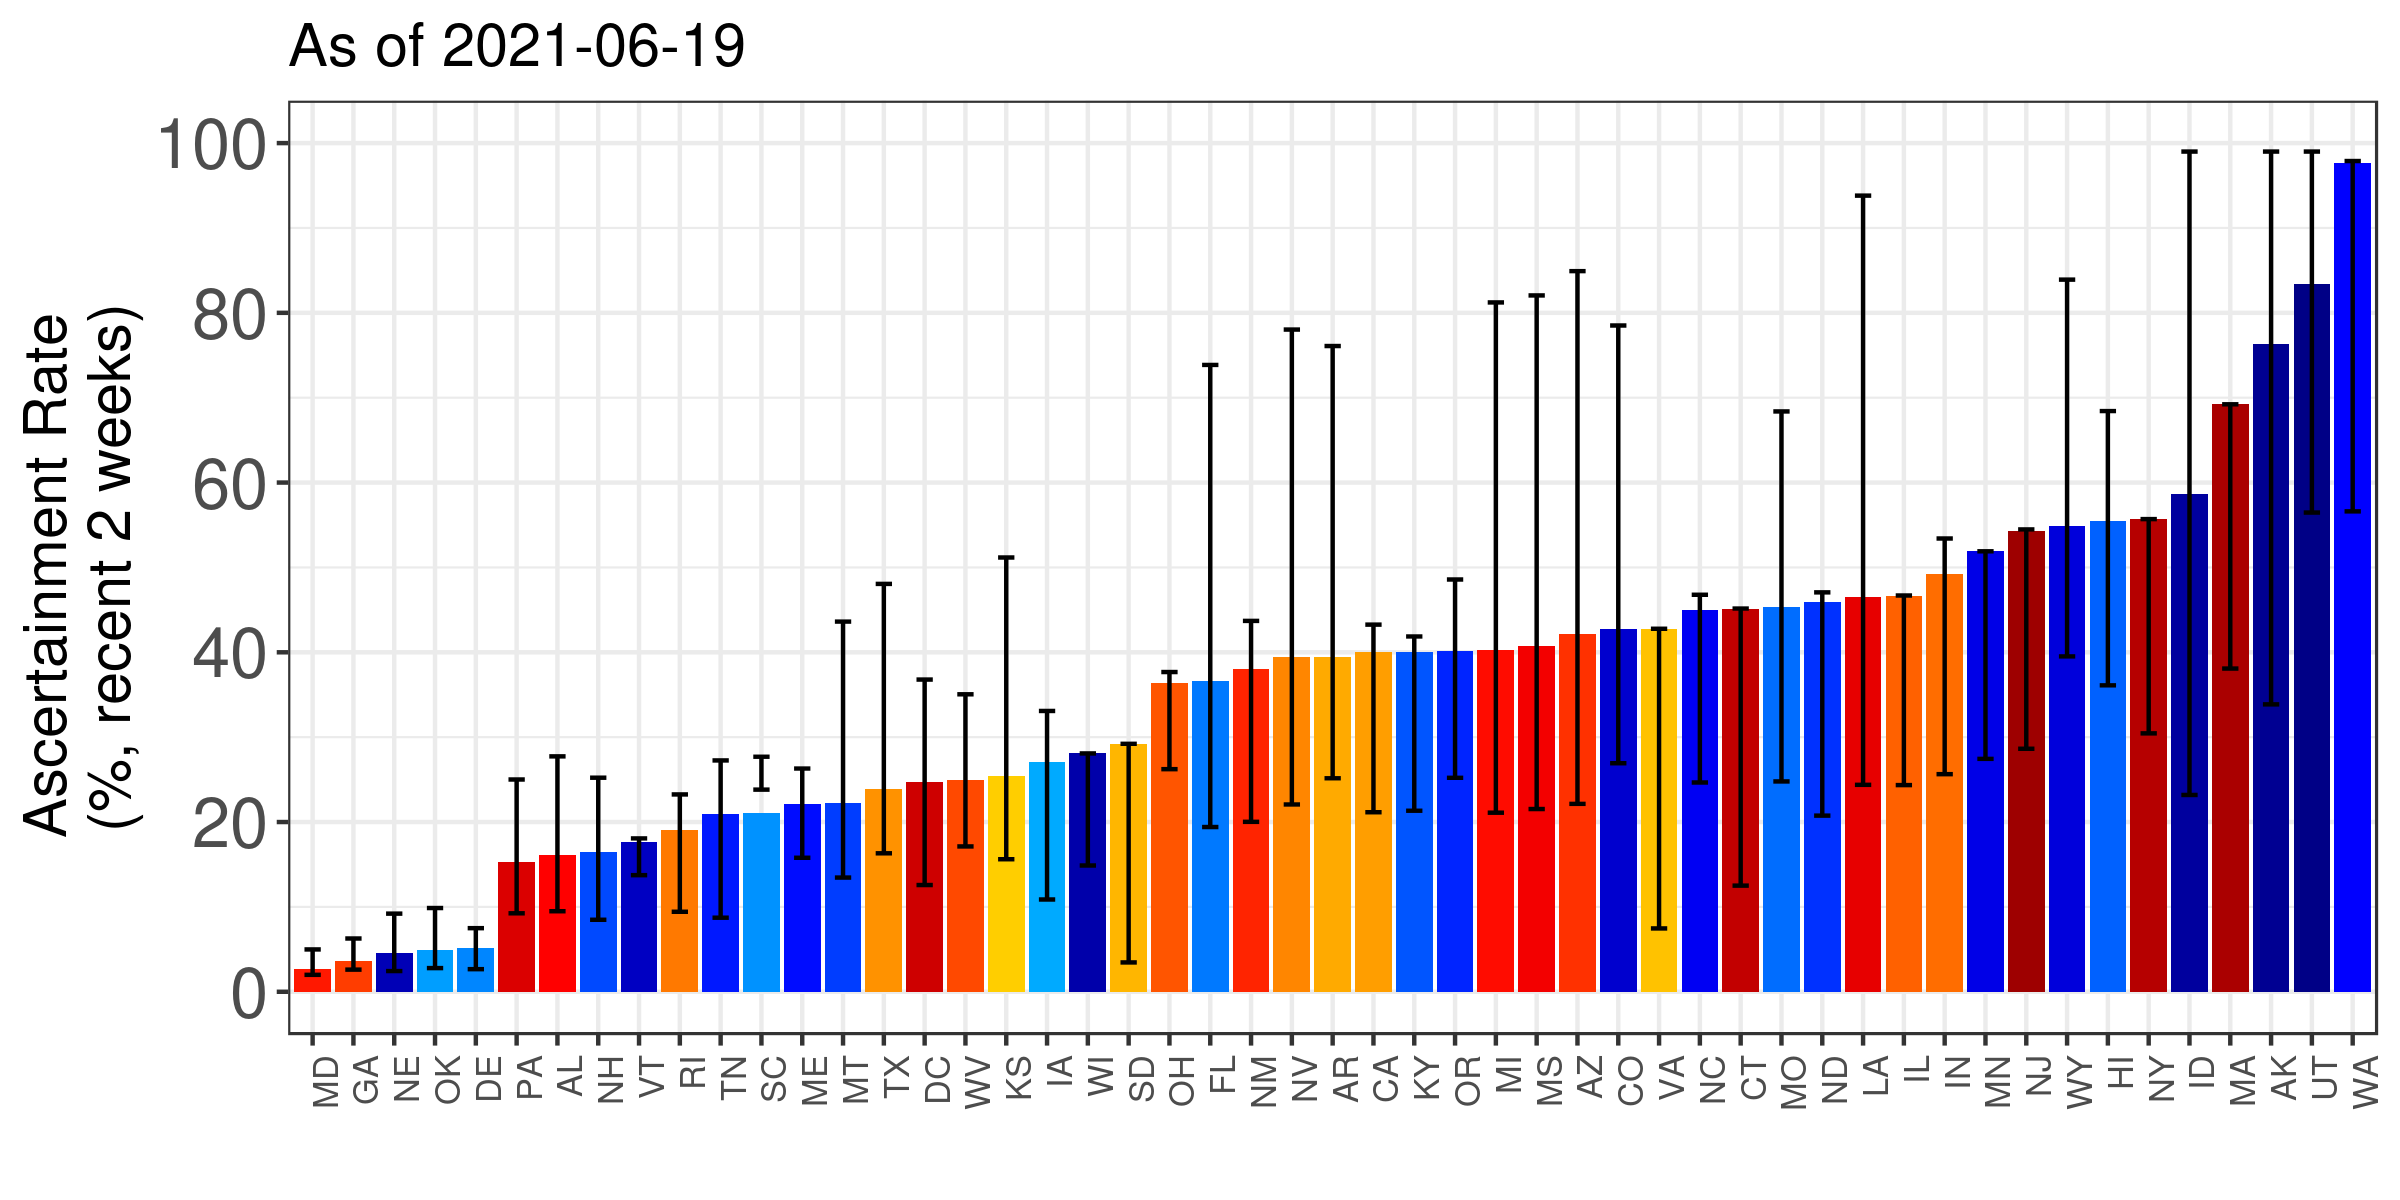 As of 2021-06-19
Ascertainment Rate
(%, recent 2 weeks)
100
80
60
40
20
0
MD GA NE OK DE PA AL NH VT RI TN SC ME MT TX DC WV KS IA WI SD OH FL NM NV AR CA KY OR MI MS AZ CO VA NC CT MO ND LA IL IN MN NJ WY HI NY ID MA AK UT WA